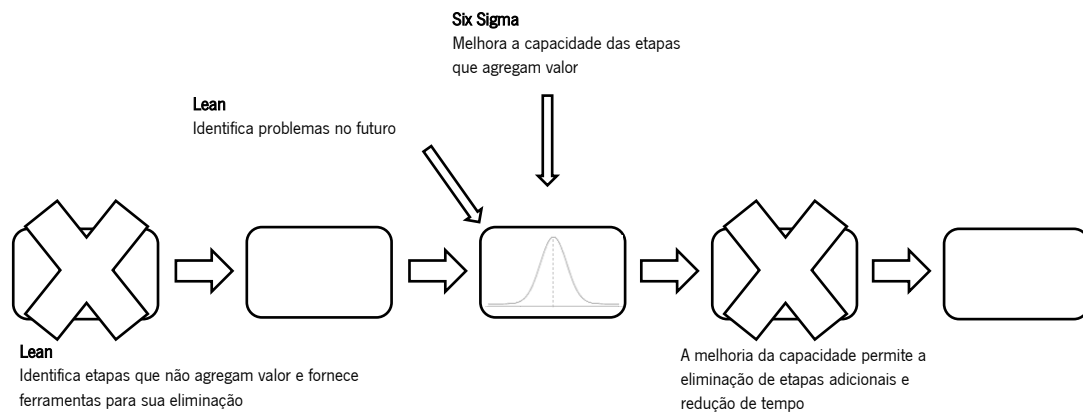 Six Sigma
Melhora a capacidade das etapas
que agregam valor
Lean
Identifica problemas no futuro
Lean
Identifica etapas que não agregam valor e fornece
ferramentas para sua eliminação
A melhoria da capacidade permite a
eliminação de etapas adicionais e
redução de tempo